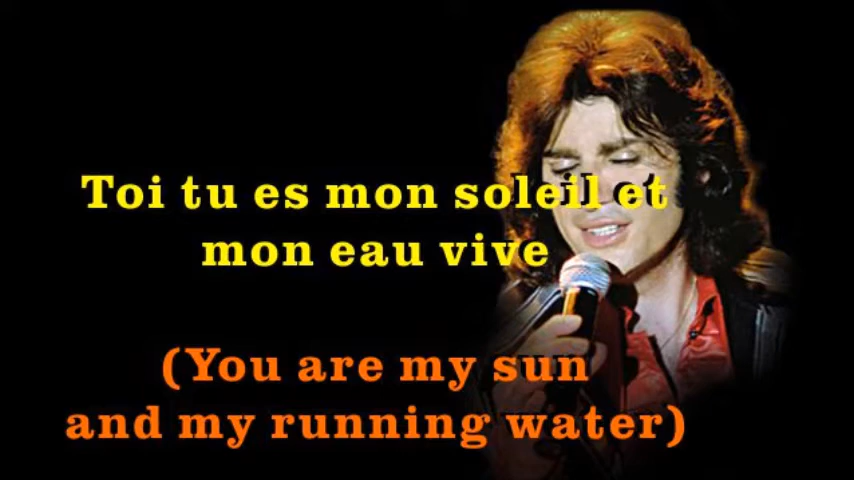 Toi tu es mon soleil et
mon eau vive
(You are my sun
and my running water)